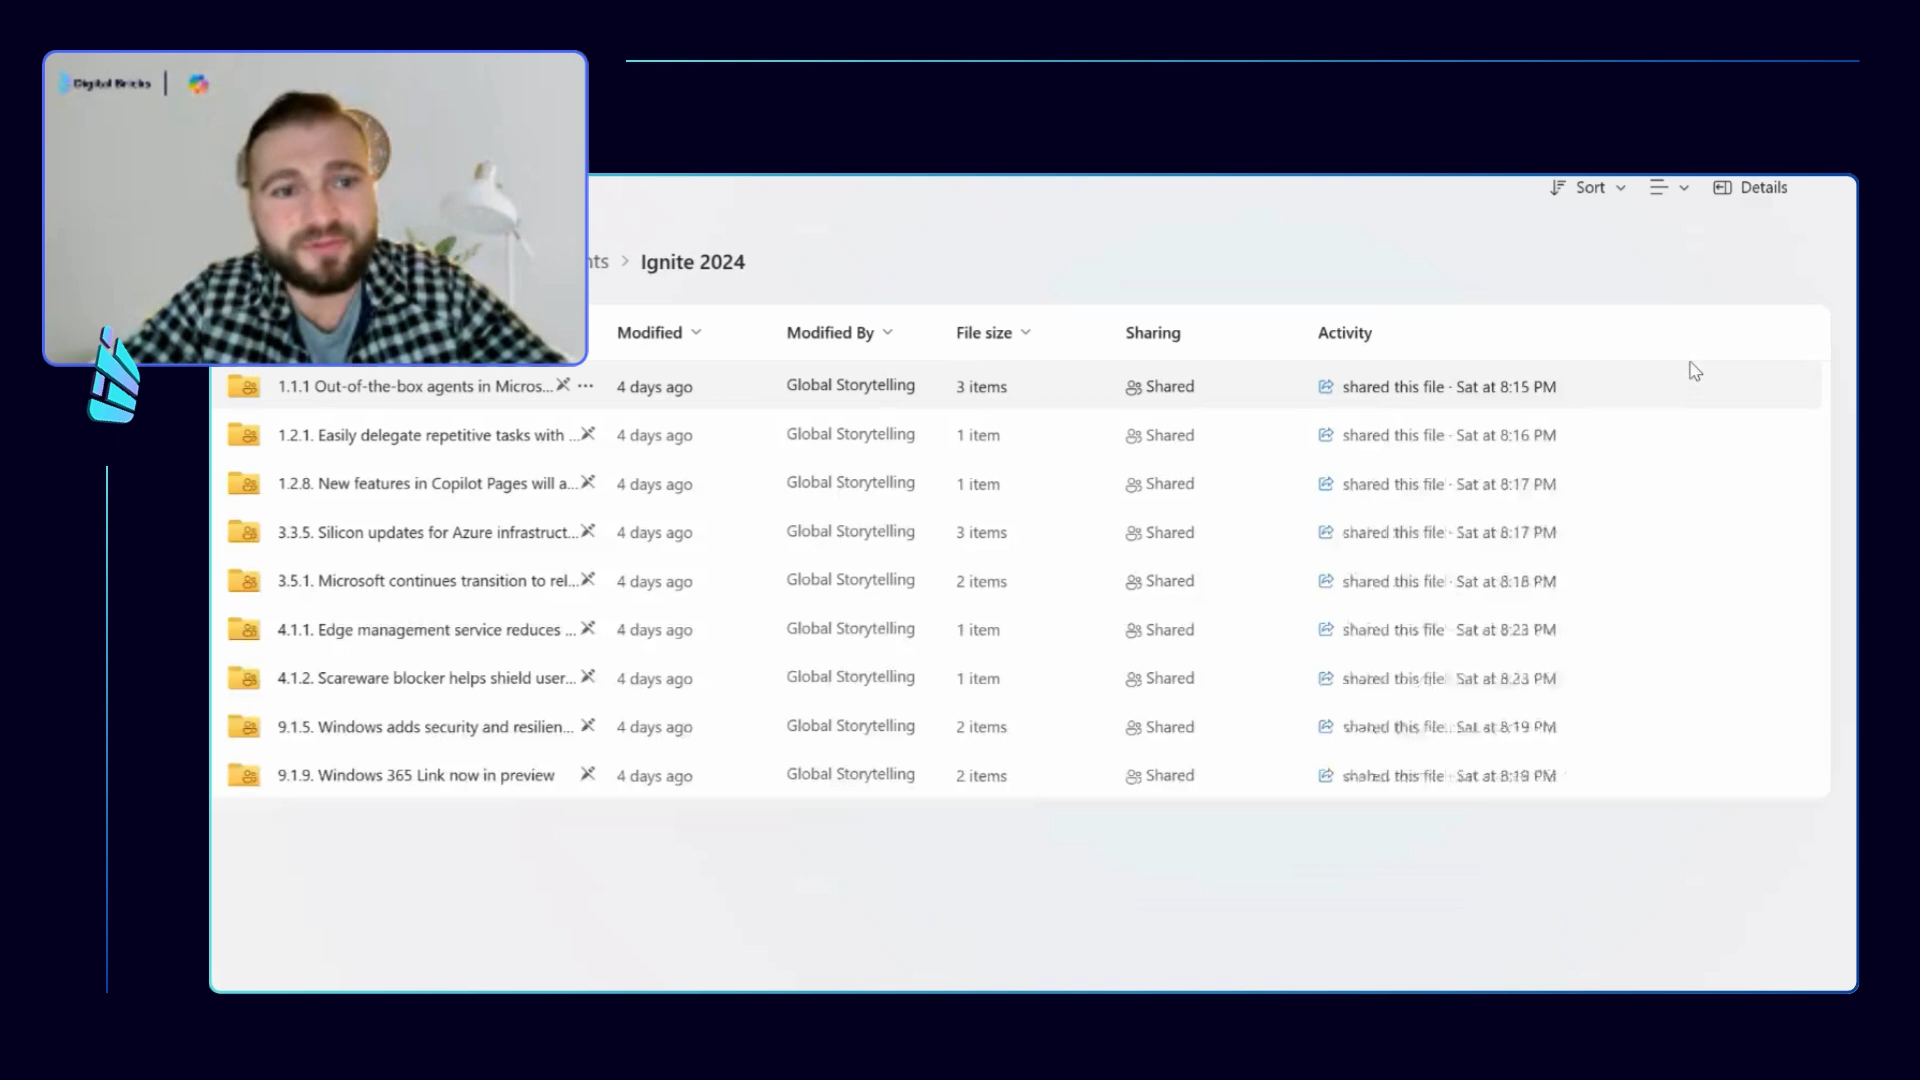 Digital Bricks
Sort Details
nts > Ignite 2024
Modified Modified By File size Sharing Activity
1.1.1 Out-of-the-box agents in Micros... ··· 4 days ago Global Storytelling 3 items Shared shared this file · Sat at 8:15 PM
1.2.1. Easily delegate repetitive tasks with ... 4 days ago Global Storytelling 1 item Shared shared this file · Sat at 8:16 PM
1.2.8. New features in Copilot Pages will a... 4 days ago Global Storytelling 1 item Shared shared this file · Sat at 8:17 PM
3.3.5. Silicon updates for Azure infrastruct... 4 days ago Global Storytelling 3 items Shared shared this file · Sat at 8:17 PM
3.5.1. Microsoft continues transition to rel... 4 days ago Global Storytelling 2 items Shared shared this file · Sat at 8:18 PM
4.1.1. Edge management service reduces ... 4 days ago Global Storytelling 1 item Shared shared this file · Sat at 8:23 PM
4.1.2. Scareware blocker helps shield user... 4 days ago Global Storytelling 1 item Shared shared this file · Sat at 8:23 PM
9.1.5. Windows adds security and resilien... 4 days ago Global Storytelling 2 items Shared shared this file · Sat at 8:19 PM
9.1.9. Windows 365 Link now in preview 4 days ago Global Storytelling 2 items Shared shared this file · Sat at 8:19 PM